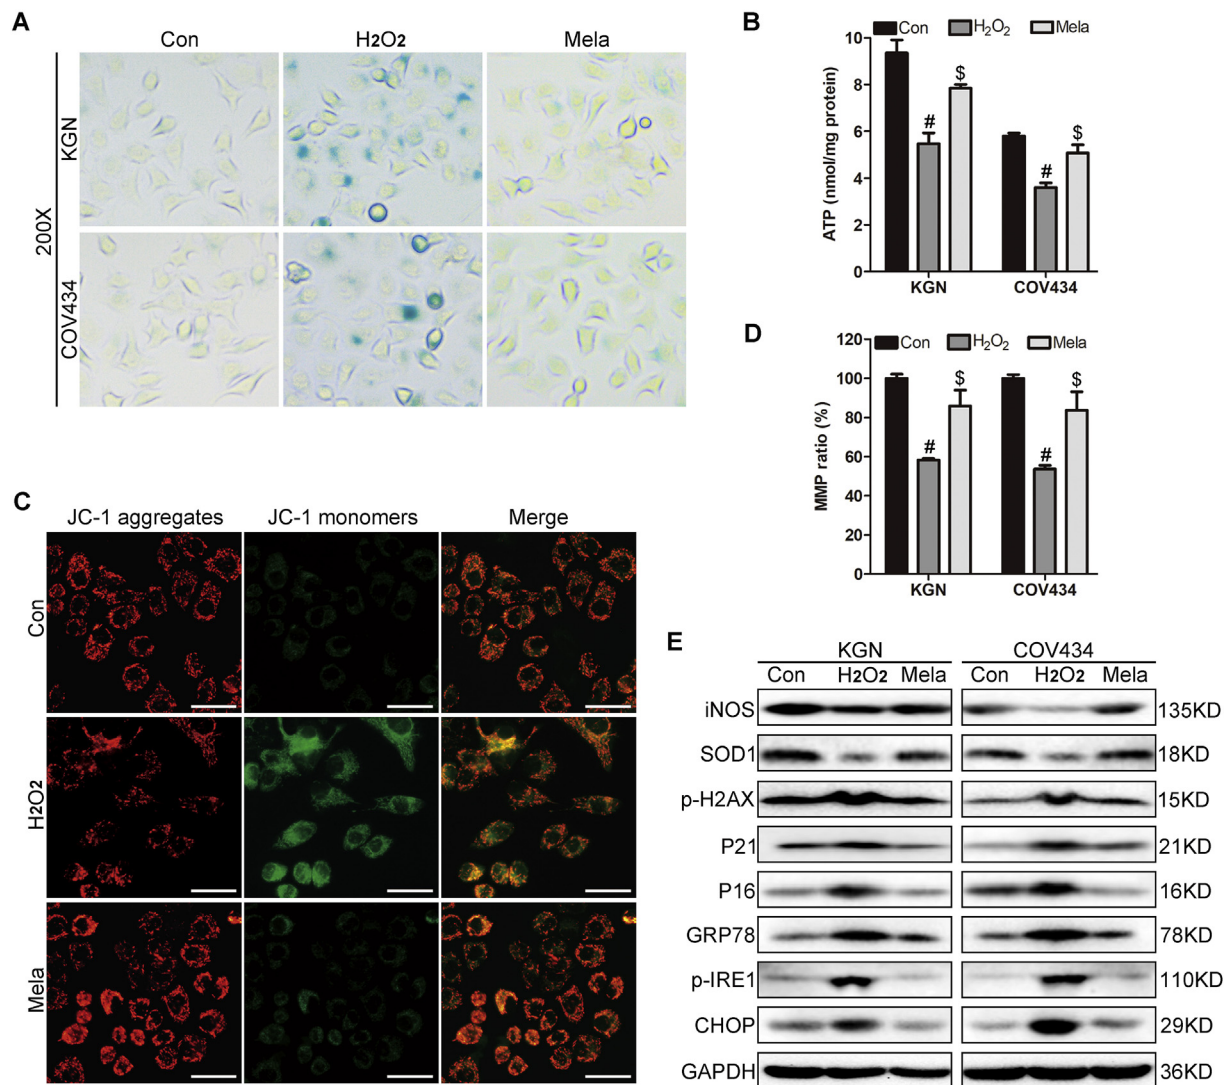 A
Con H2O2 Mela
200X
KGN
COV434
B
Con H₂O₂ Mela
ATP (nmol/mg protein)
10
8
6
4
2
0
# $ # $
KGN COV434
D
Con H₂O₂ Mela
MMP ratio (%)
120
100
80
60
40
20
0
# $ # $
KGN COV434
C
JC-1 aggregates JC-1 monomers Merge
Con
H2O2
Mela
E
KGN COV434
Con H2O2 Mela Con H2O2 Mela
iNOS 135KD
SOD1 18KD
p-H2AX 15KD
P21 21KD
P16 16KD
GRP78 78KD
p-IRE1 110KD
CHOP 29KD
GAPDH 36KD